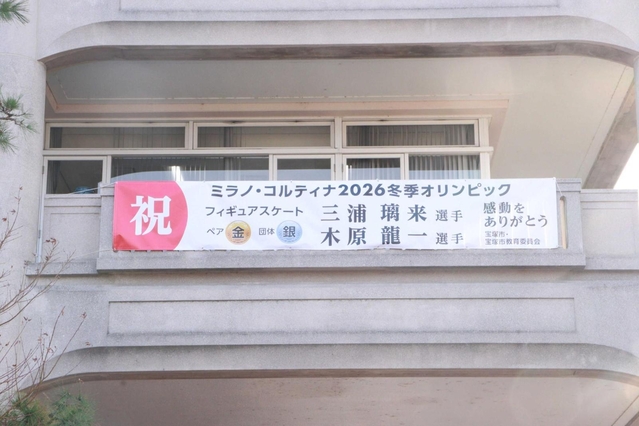 祝
ミラノ・コルティナ2026冬季オリンピック
フィギュアスケート
ペア 金 団体 銀
三浦 璃来 選手
木原 龍一 選手
感動を
ありがとう
宝塚市・
宝塚市教育委員会